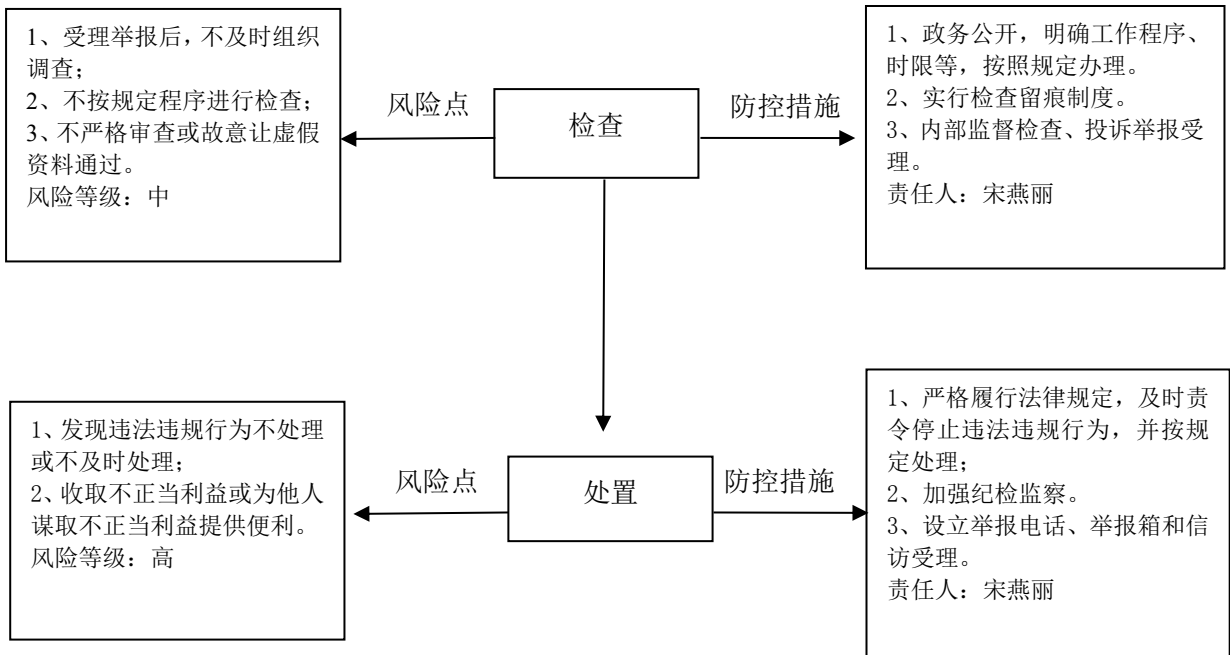 1、受理举报后，不及时组织
调查；
2、不按规定程序进行检查；
3、不严格审查或故意让虚假
资料通过。
风险等级：中
风险点
检查
防控措施
1、政务公开，明确工作程序、
时限等，按照规定办理。
2、实行检查留痕制度。
3、内部监督检查、投诉举报受
理。
责任人：宋燕丽
1、发现违法违规行为不处理
或不及时处理；
2、收取不正当利益或为他人
谋取不正当利益提供便利。
风险等级：高
风险点
处置
防控措施
1、严格履行法律规定，及时责
令停止违法违规行为，并按规
定处理；
2、加强纪检监察。
3、设立举报电话、举报箱和信
访受理。
责任人：宋燕丽